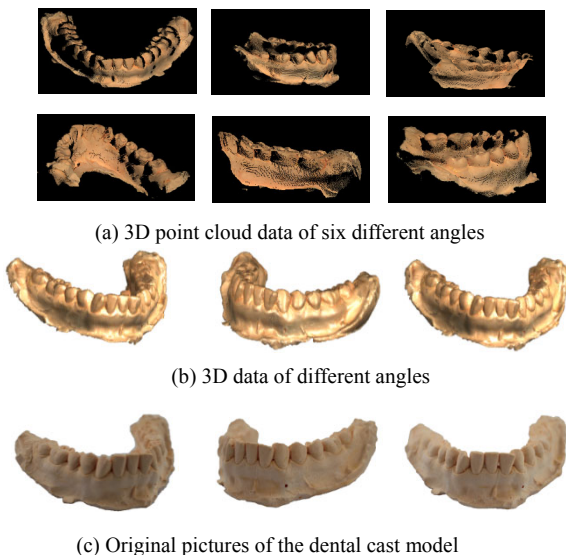 (a) 3D point cloud data of six different angles
(b) 3D data of different angles
(c) Original pictures of the dental cast model